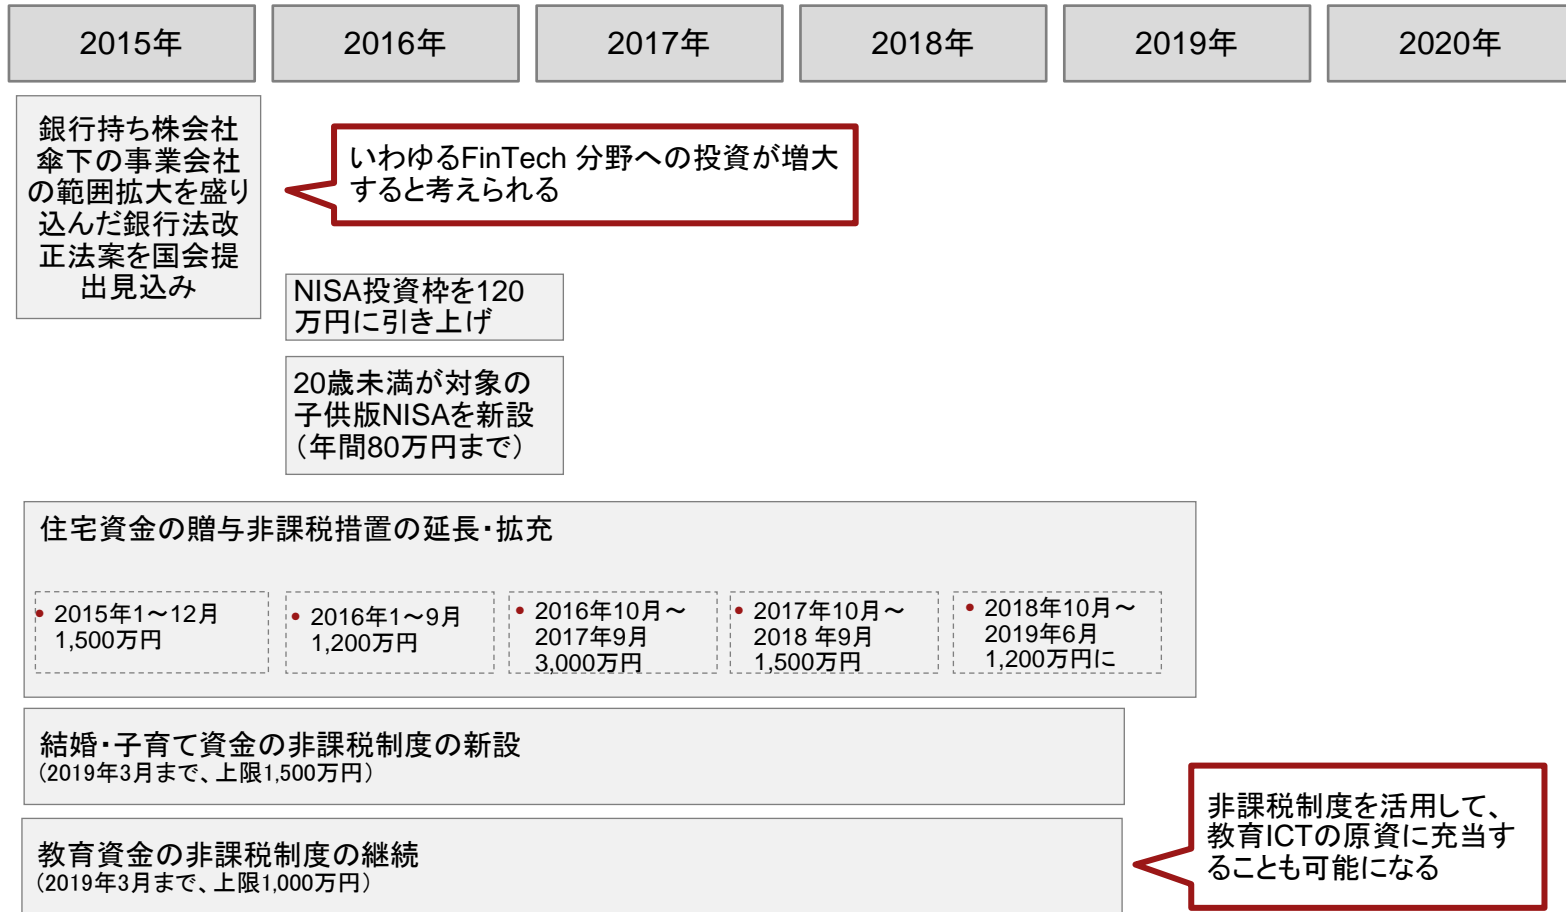 2015年
2016年
2017年
2018年
2019年
2020年
銀行持ち株会社
傘下の事業会社
の範囲拡大を盛り
込んだ銀行法改
正法案を国会提
出見込み
いわゆるFinTech 分野への投資が増大
すると考えられる
NISA投資枠を120
万円に引き上げ
20歳未満が対象の
子供版NISAを新設
（年間80万円まで）
住宅資金の贈与非課税措置の延長・拡充
• 2015年1～12月
1,500万円
• 2016年1～9月
1,200万円
• 2016年10月～
2017年9月
3,000万円
• 2017年10月～
2018 年9月
1,500万円
• 2018年10月～
2019年6月
1,200万円に
結婚・子育て資金の非課税制度の新設
（2019年3月まで、上限1,500万円）
教育資金の非課税制度の継続
（2019年3月まで、上限1,000万円）
非課税制度を活用して、
教育ICTの原資に充当す
ることも可能になる